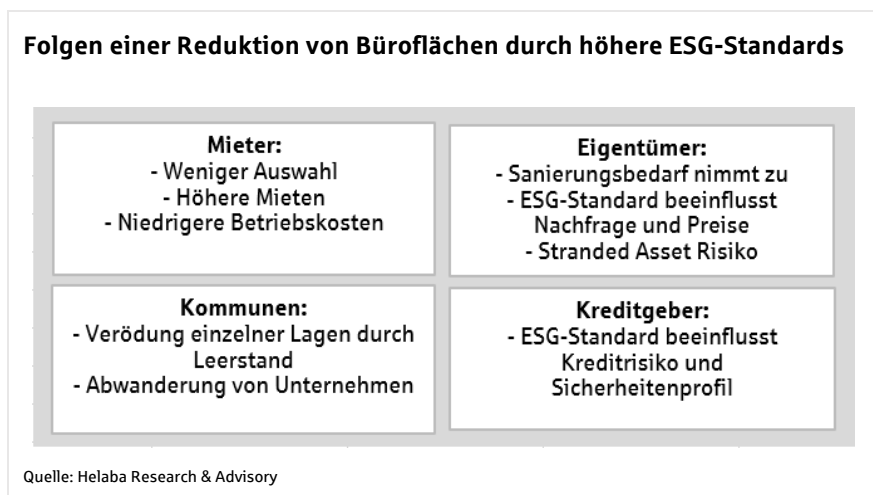 Folgen einer Reduktion von Büroflächen durch höhere ESG-Standards
Mieter:
- Weniger Auswahl
- Höhere Mieten
- Niedrigere Betriebskosten
Eigentümer:
- Sanierungsbedarf nimmt zu
- ESG-Standard beeinflusst
Nachfrage und Preise
- Stranded Asset Risiko
Kommunen:
- Verödung einzelner Lagen durch
Leerstand
- Abwanderung von Unternehmen
Kreditgeber:
- ESG-Standard beeinflusst
Kreditrisiko und
Sicherheitenprofil
Quelle: Helaba Research & Advisory